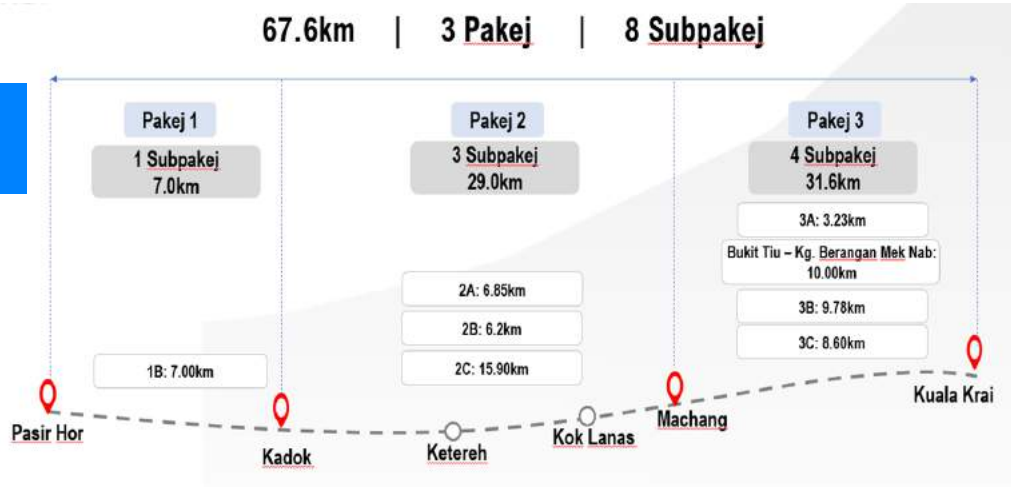 67.6km | 3 Pakej | 8 Subpakej
Pakej 1
1 Subpakej
7.0km
1B: 7.00km
Pakej 2
3 Subpakej
29.0km
2A: 6.85km
2B: 6.2km
2C: 15.90km
Pakej 3
4 Subpakej
31.6km
3A: 3.23km
Bukit Tiu – Kg. Berangan Mek Nab:
10.00km
3B: 9.78km
3C: 8.60km
Pasir Hor
Kadok
Ketereh
Kok Lanas
Machang
Kuala Krai